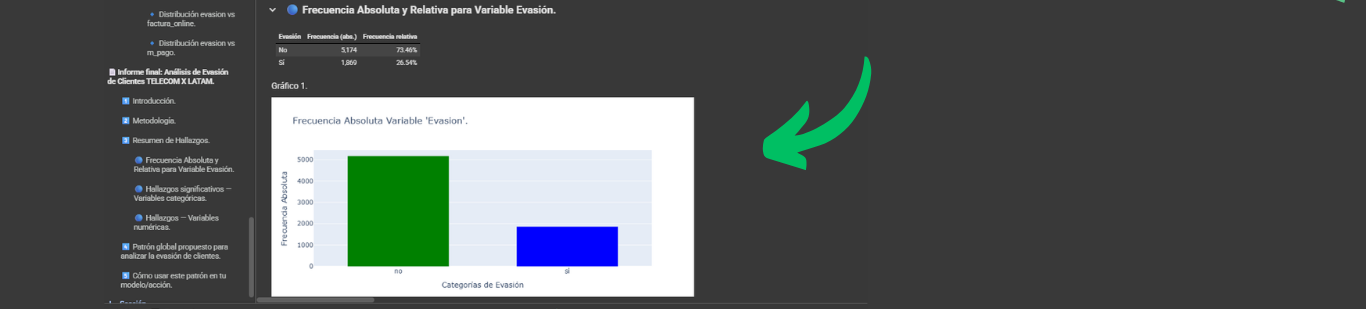 Distribución evasion vs
factura_online.
Distribución evasion vs
m_pago.
Informe final: Análisis de Evasión
de Clientes TELECOM X LATAM.
1 Introducción.
2 Metodología.
3 Resumen de Hallazgos.
Frecuencia Absoluta y
Relativa para Variable Evasión.
Hallazgos significativos —
Variables categóricas.
Hallazgos — Variables
numéricas.
4 Patrón global propuesto para
analizar la evasión de clientes.
5 Cómo usar este patrón en tu
modelo/acción.
Frecuencia Absoluta y Relativa para Variable Evasión.
Evasión Frecuencia (abs.) Frecuencia relativa
No 5,174 73.46%
Sí 1,869 26.54%
Gráfico 1.
Frecuencia Absoluta Variable 'Evasion'.
Frecuencia Absoluta
5000
4000
3000
2000
1000
0
no
sí
Categorías de Evasión